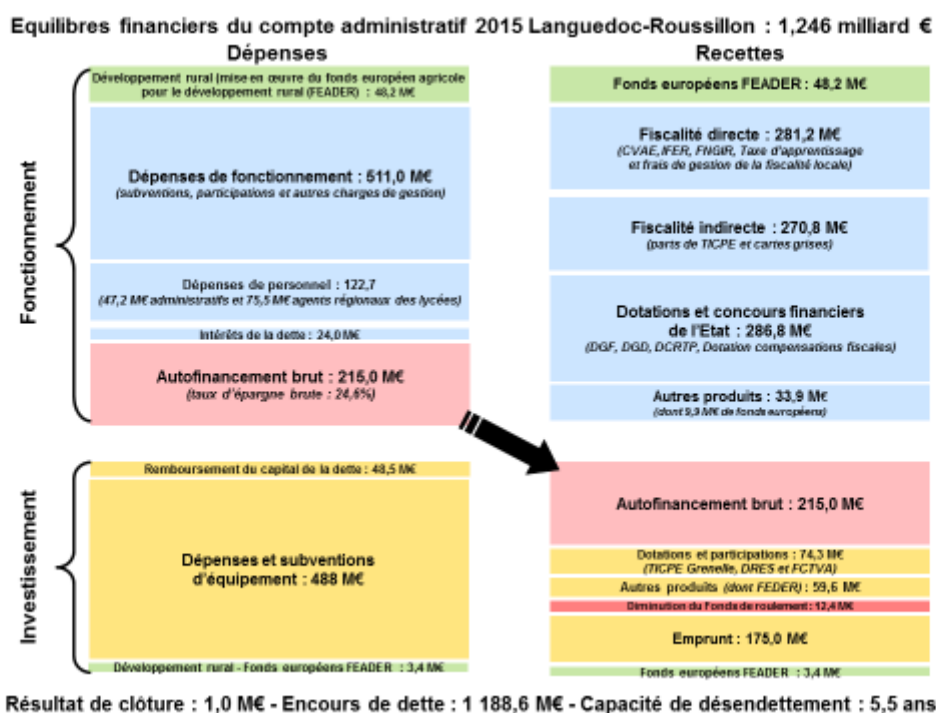 Equilibres financiers du compte administratif 2015 Languedoc-Roussillon : 1,246 milliard €
Dépenses
Recettes
Fonctionnement
Développement rural (mise en œuvre du fonds européen agricole
pour le développement rural (FEADER) : 48,2 M€
Dépenses de fonctionnement : 511,0 M€
(subventions, participations et autres charges de gestion)
Dépenses de personnel : 122,7
(47,2 M€ administratifs et 75,5 M€ agents régionaux des lycées)
Intérêts de la dette : 24,0 M€
Autofinancement brut : 215,0 M€
(taux d'épargne brute : 24,6%)
Fonds européens FEADER : 48,2 M€
Fiscalité directe : 281,2 M€
(CVAE, IFER, FNGIR, Taxe d'apprentissage
et frais de gestion de la fiscalité locale)
Fiscalité indirecte : 270,8 M€
(parts de TICPE et cartes grises)
Dotations et concours financiers
de l'Etat : 286,8 M€
(DGF, DGD, DCRTP, Dotation compensations fiscales)
Autres produits : 33,9 M€
(dont 9,9 M€ de fonds européens)
Investissement
Remboursement du capital de la dette : 48,5 M€
Dépenses et subventions
d'équipement : 488 M€
Développement rural - Fonds européens FEADER : 3,4 M€
Autofinancement brut : 215,0 M€
Dotations et participations : 74,3 M€
(TICPE Grenelle, DRES et FCTVA)
Autres produits (dont FEDER) : 59,6 M€
Diminution du Fonds de roulement : 12,4 M€
Emprunt : 175,0 M€
Fonds européens FEADER : 3,4 M€
Résultat de clôture : 1,0 M€ - Encours de dette : 1 188,6 M€ - Capacité de désendettement : 5,5 ans